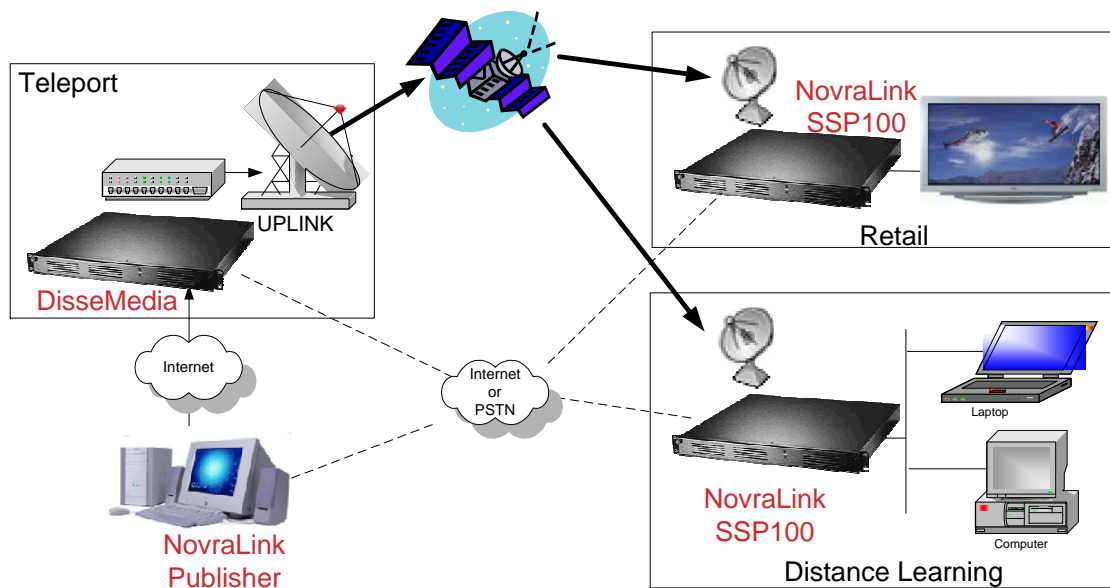 Teleport
UPLINK
DisseMedia
Internet
NovraLink
Publisher
Internet
or
PSTN
NovraLink
SSP100
Retail
NovraLink
SSP100
Laptop
Computer
Distance Learning